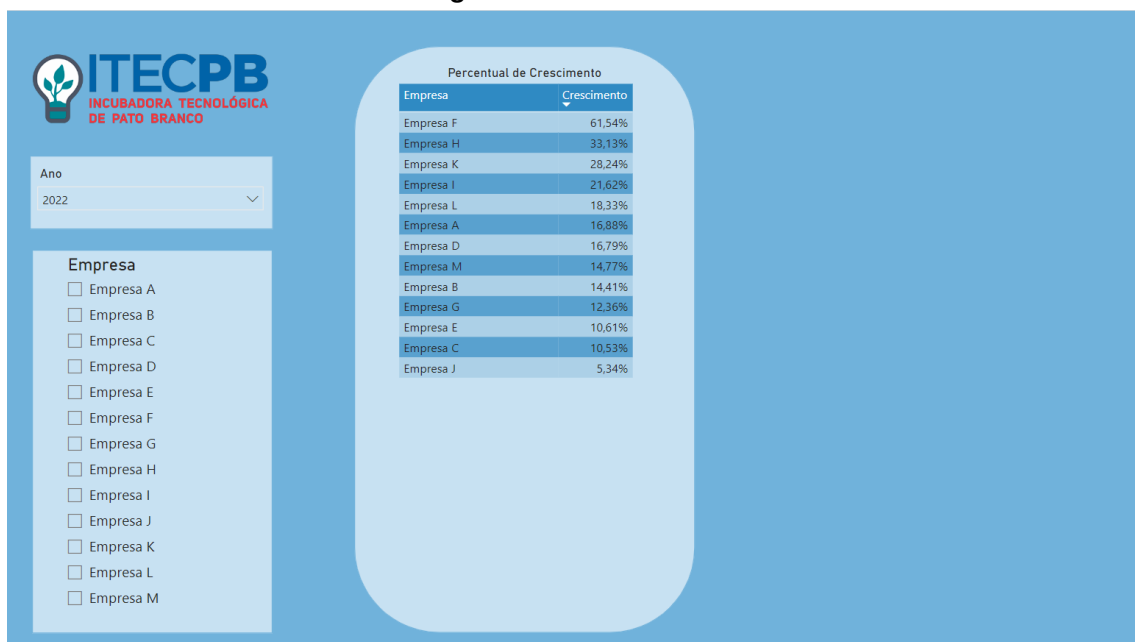 ITECPB
INCUBADORA TECNOLÓGICA
DE PATO BRANCO
Ano
2022
Empresa
Empresa A
Empresa B
Empresa C
Empresa D
Empresa E
Empresa F
Empresa G
Empresa H
Empresa I
Empresa J
Empresa K
Empresa L
Empresa M
Percentual de Crescimento
Empresa Crescimento
Empresa F 61,54%
Empresa H 33,13%
Empresa K 28,24%
Empresa I 21,62%
Empresa L 18,33%
Empresa A 16,88%
Empresa D 16,79%
Empresa M 14,77%
Empresa B 14,41%
Empresa G 12,36%
Empresa E 10,61%
Empresa C 10,53%
Empresa J 5,34%